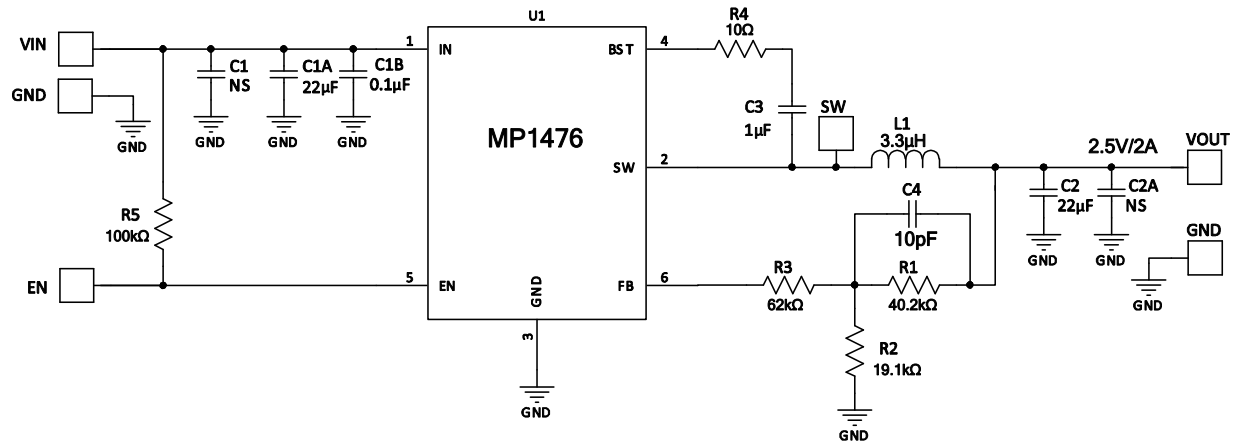 U1
VIN
GND
GND
C1
NS
GND
C1A
22µF
GND
C1B
0.1µF
GND
1
IN
MP1476
BST
4
R4
10Ω
C3
1µF
SW
SW
2
L1
3.3µH
2.5V/2A
VOUT
C4
10pF
C2
22µF
GND
C2A
NS
GND
GND
GND
R5
100kΩ
EN
5
EN
GND
3
GND
FB
6
R3
62kΩ
R1
40.2kΩ
R2
19.1kΩ
GND